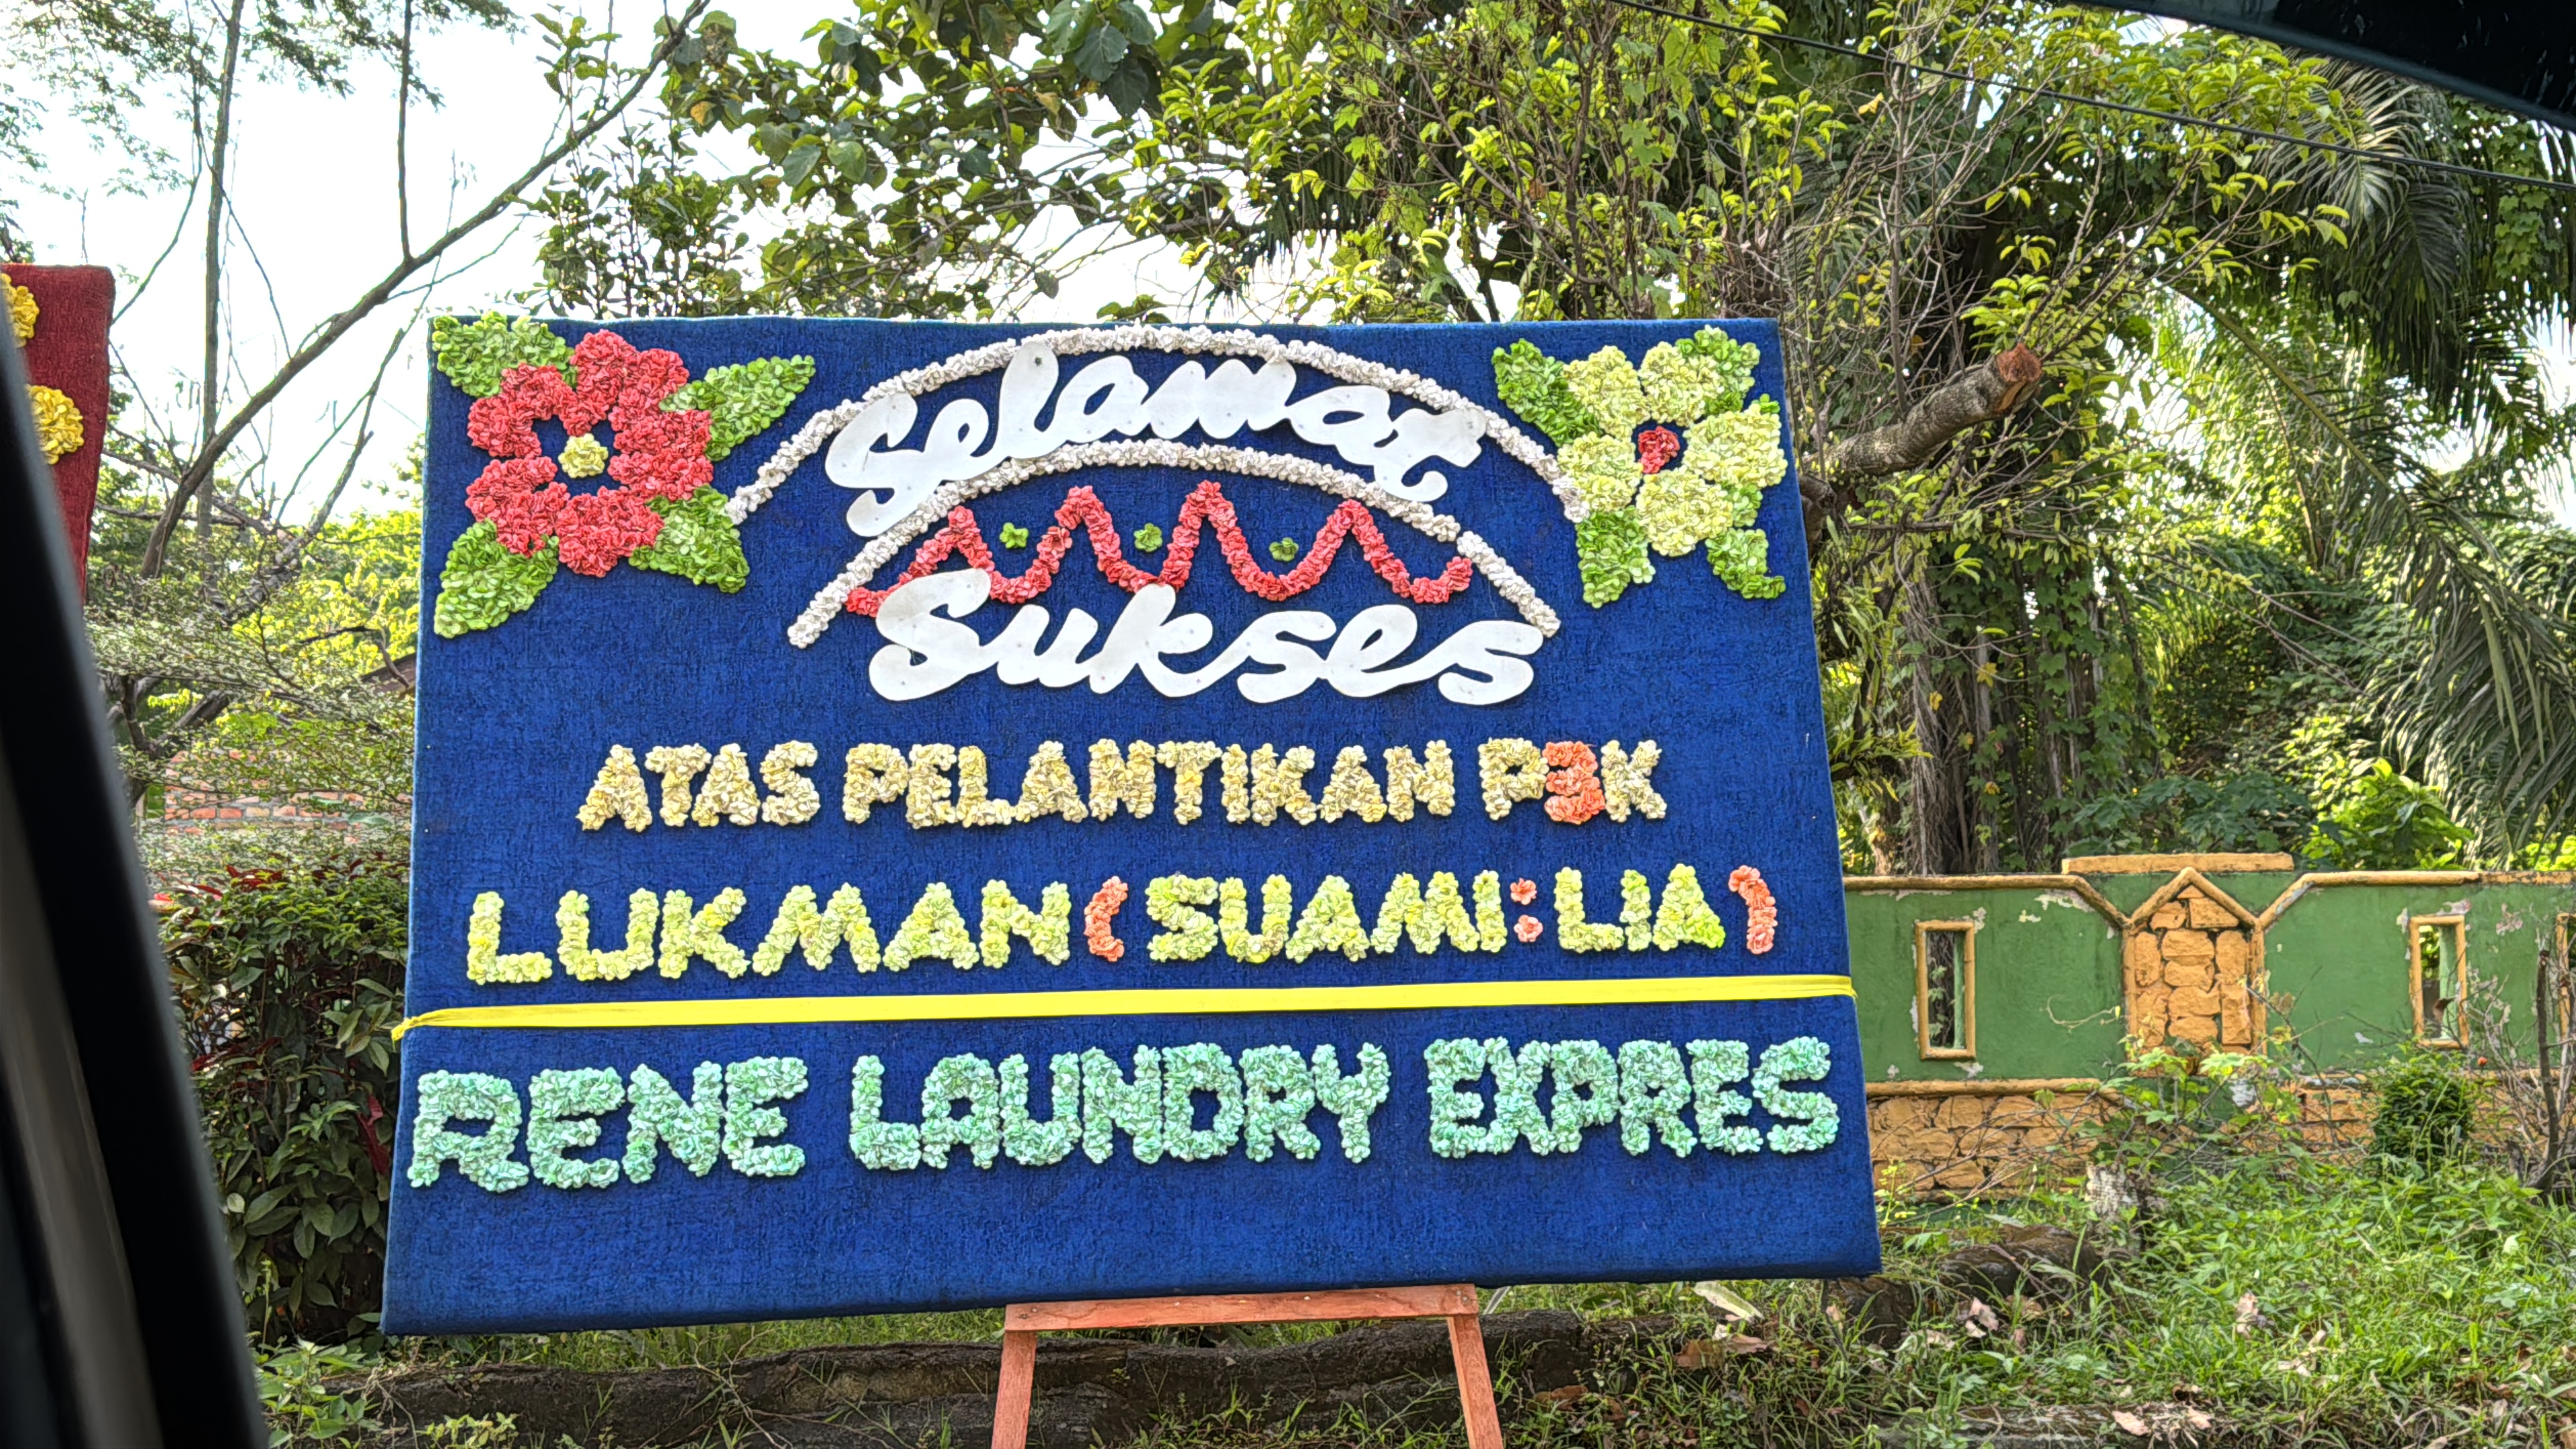 Selamat
Sukses
ATAS PELANTIKAN P3K
LUKMAN ( SUAMI : LIA )
RENE LAUNDRY EXPRES